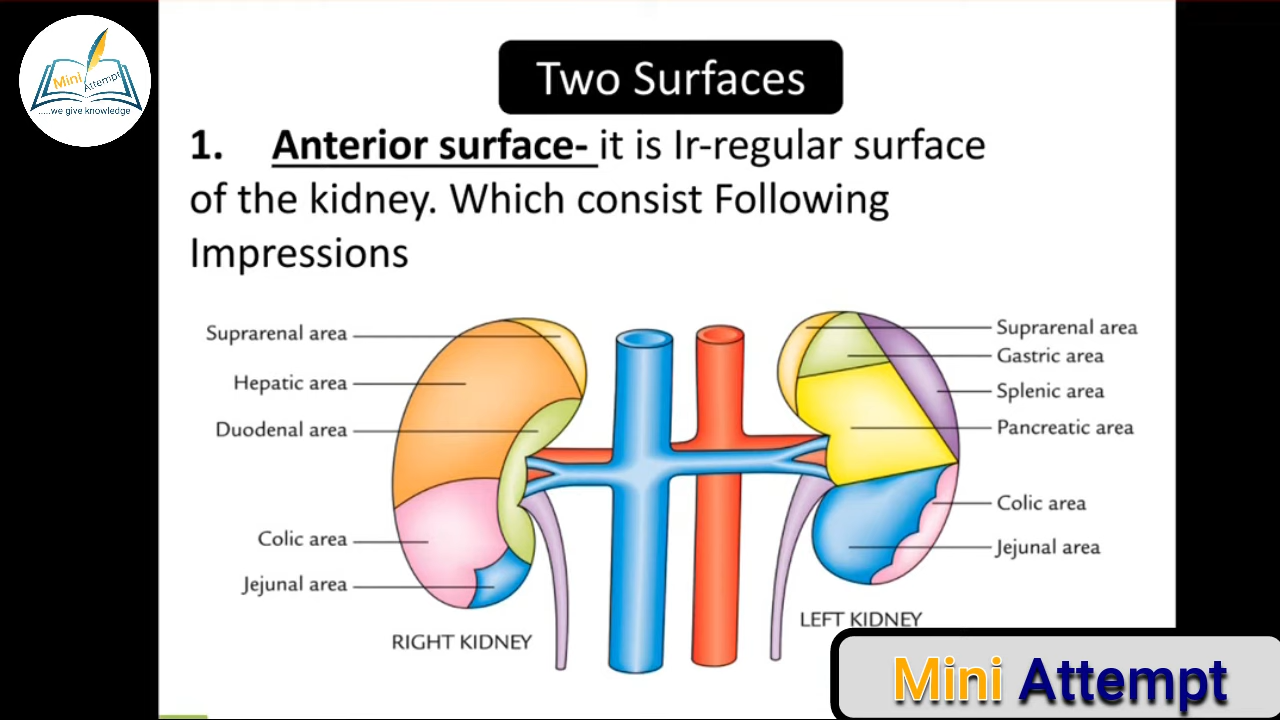 Mini
Attempt
.....we give knowledge
Two Surfaces
1. Anterior surface- it is Ir-regular surface
of the kidney. Which consist Following
Impressions
Suprarenal area
Hepatic area
Duodenal area
Colic area
Jejunal area
RIGHT KIDNEY
Suprarenal area
Gastric area
Splenic area
Pancreatic area
Colic area
Jejunal area
LEFT KIDNEY
Mini Attempt